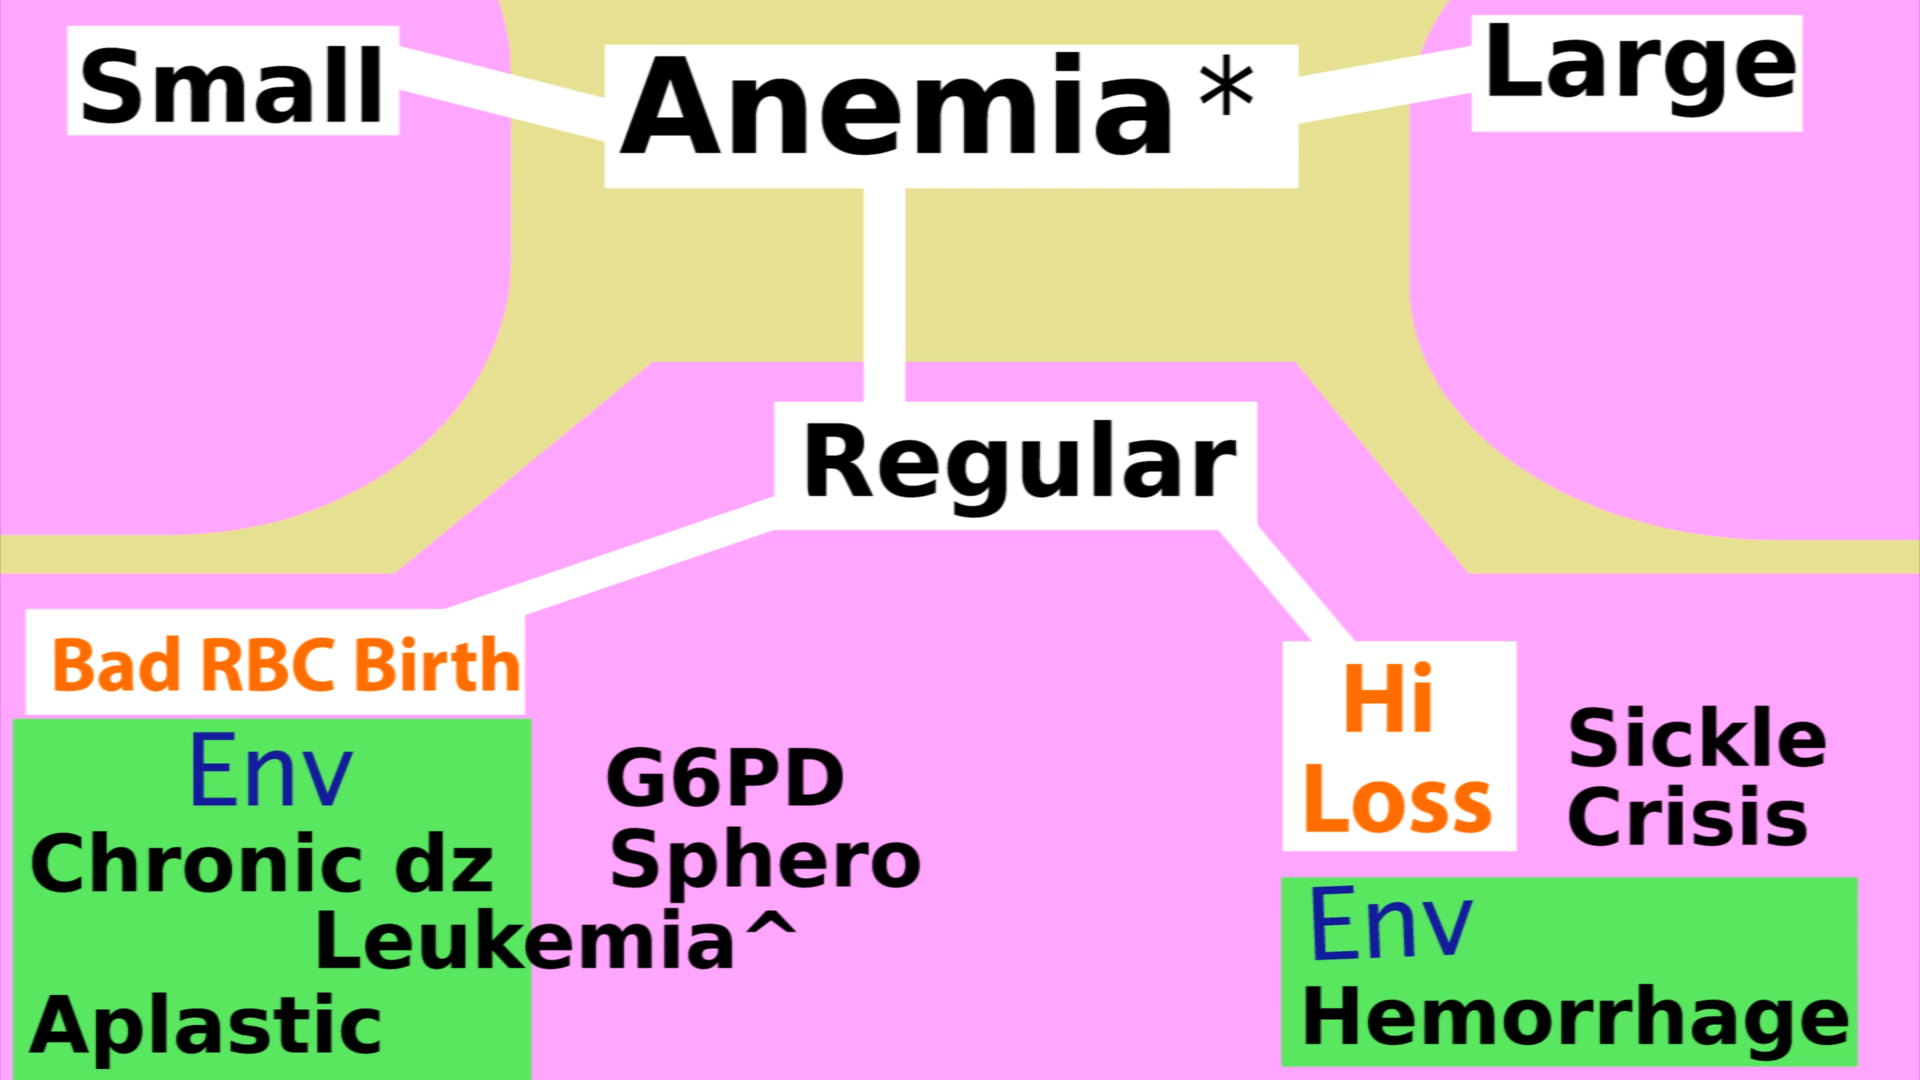 Small
Anemia*
Large
Regular
Bad RBC Birth
Env
Chronic dz
Leukemia^
Aplastic
G6PD
Sphero
Hi
Loss
Sickle
Crisis
Env
Hemorrhage